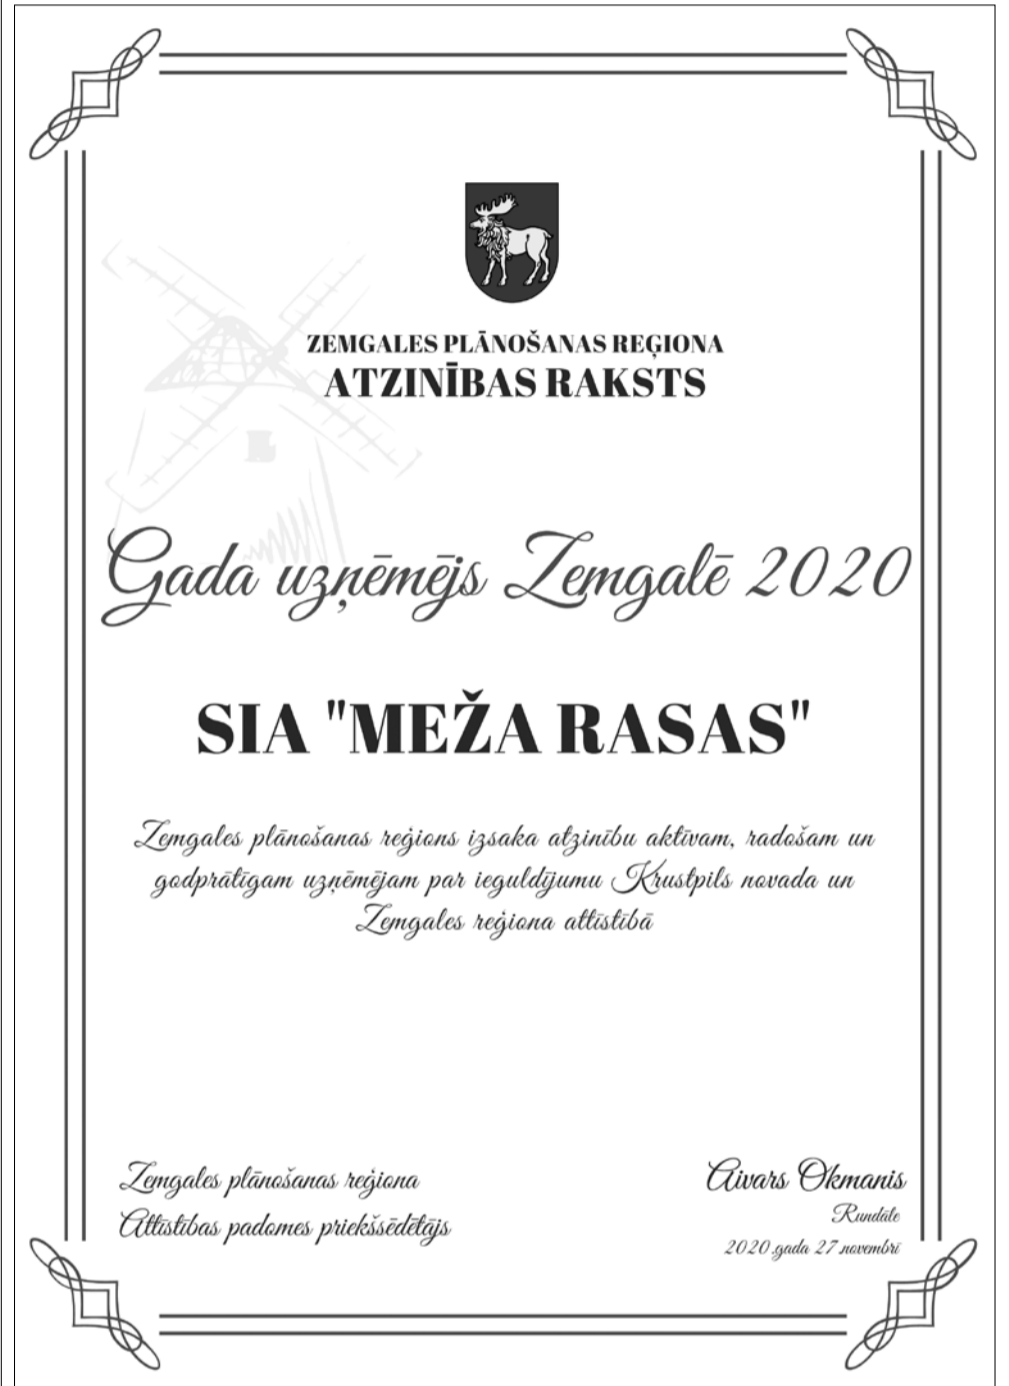 ZEMGALES PLĀNOŠANAS REĢIONA
ATZINĪBAS RAKSTS
Gada uzņēmējs Zemgalē 2020
SIA "MEŽA RASAS"
Zemgales plānošanas reģions izsaka atzinību aktīvam, radošam un
godprātīgam uzņēmējam par ieguldījumu Krustpils novada un
Zemgales reģiona attīstībā
Zemgales plānošanas reģiona
Attīstības padomes priekšsēdētājs
Aivars Okmanis
Rundāle
2020.gada 27.novembrī